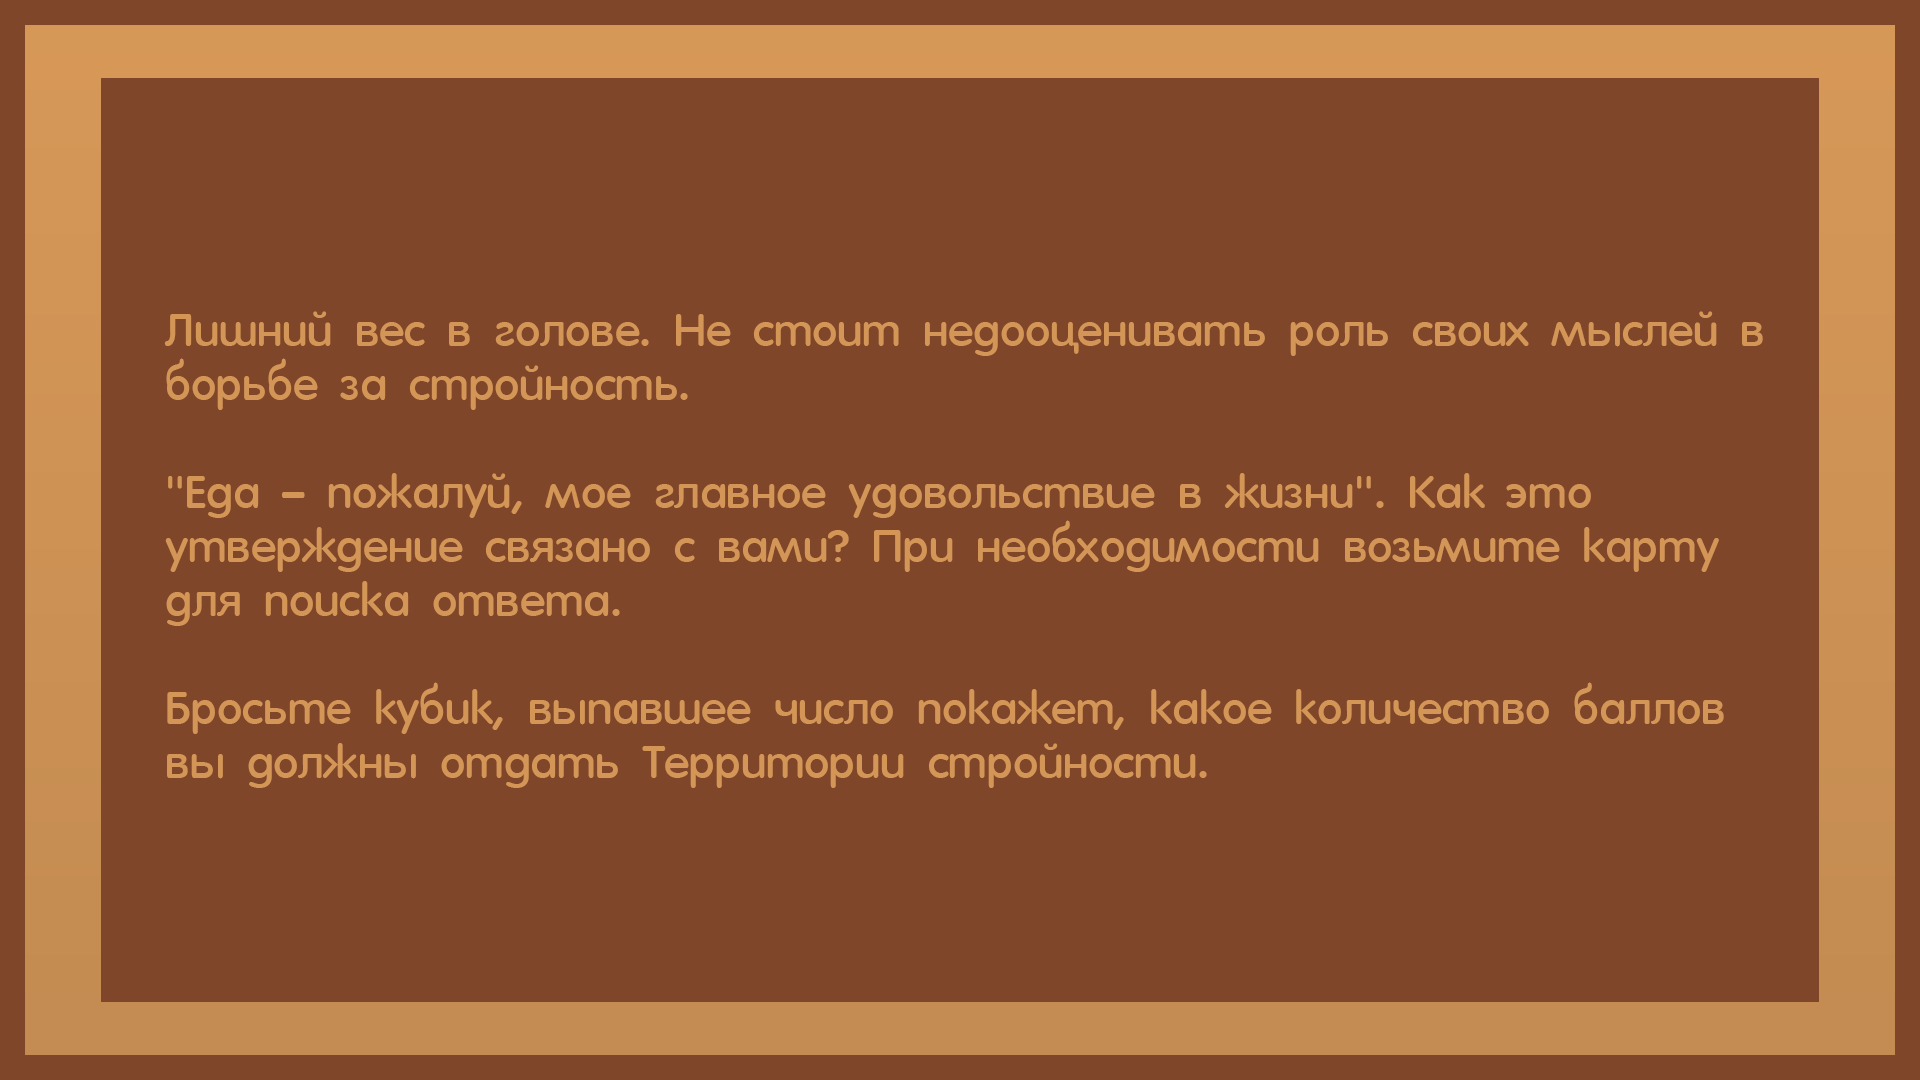 Лишний вес в голове. Не стоит недооценивать роль своих мыслей в
борьбе за стройность.
"Еда – пожалуй, мое главное удовольствие в жизни". Как это
утверждение связано с вами? При необходимости возьмите карту
для поиска ответа.
Бросьте кубик, выпавшее число покажет, какое количество баллов
вы должны отдать Территории стройности.